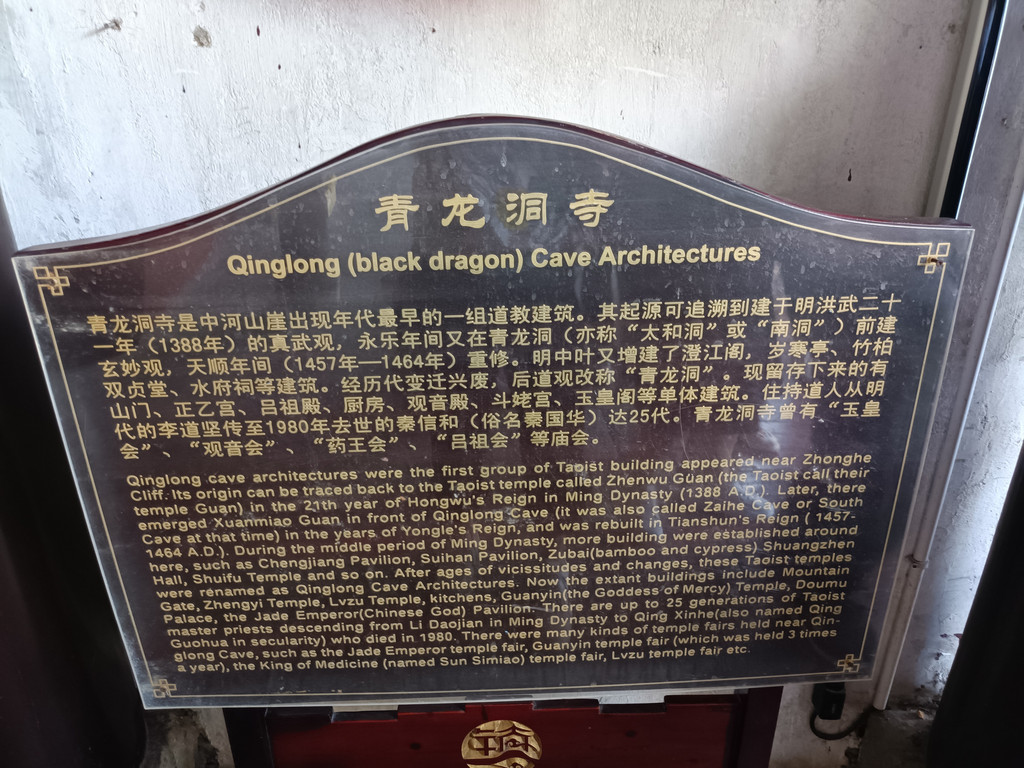 青龙洞寺
Qinglong (black dragon) Cave Architectures
青龙洞寺是中河山崖出现年代最早的一组道教建筑。其起源可追溯到建于明洪武二十
一年（1388年）的真武观，永乐年间又在青龙洞（亦称“太和洞”或“南洞”）前建
玄妙观，天顺年间（1457年—1464年）重修。明中叶又增建了澄江阁，岁寒亭、竹柏
双贞堂、水府祠等建筑。经历代变迁兴废，后道观改称“青龙洞”。现留存下来的有
山门、正乙宫、吕祖殿、厨房、观音殿、斗姥宫、玉皇阁等单体建筑。住持道人从明
代的李道坚传至1980年去世的秦信和（俗名秦国华）达25代。青龙洞寺曾有“玉皇
会”、“观音会”、“药王会”、“吕祖会”等庙会。
Qinglong cave architectures were the first group of Taoist building appeared near Zhonghe
Cliff. Its origin can be traced back to the Taoist temple called Zhenwu Guan (the Taoist call their
temple Guan) in the 21th year of Hongwu's Reign in Ming Dynasty (1388 A.D.). Later, there
emerged Xuanmiao Guan in front of Qinglong Cave (it was also called Zaihe Cave or South
Cave at that time) in the years of Yongle's Reign, and was rebuilt in Tianshun's Reign ( 1457-
1464 A.D.). During the middle period of Ming Dynasty, more building were established around
here, such as Chengjiang Pavilion, Suihan Pavilion, Zubai(bamboo and cypress) Shuangzhen
Hall, Shuifu Temple and so on. After ages of vicissitudes and changes, these Taoist temples
were renamed as Qinglong Cave Architectures. Now the extant buildings include Mountain
Gate, Zhengyi Temple, Lvzu Temple, kitchens, Guanyin(the Goddess of Mercy) Temple, Doumu
Palace, the Jade Emperor(Chinese God) Pavilion. There are up to 25 generations of Taoist
master priests descending from Li Daojian in Ming Dynasty to Qing Xinhe(also named Qing
Guohua in secularity) who died in 1980. There were many kinds of temple fairs held near Qin-
glong Cave, such as the Jade Emperor temple fair, Guanyin temple fair (which was held 3 times
a year), the King of Medicine (named Sun Simiao) temple fair, Lvzu temple fair etc.